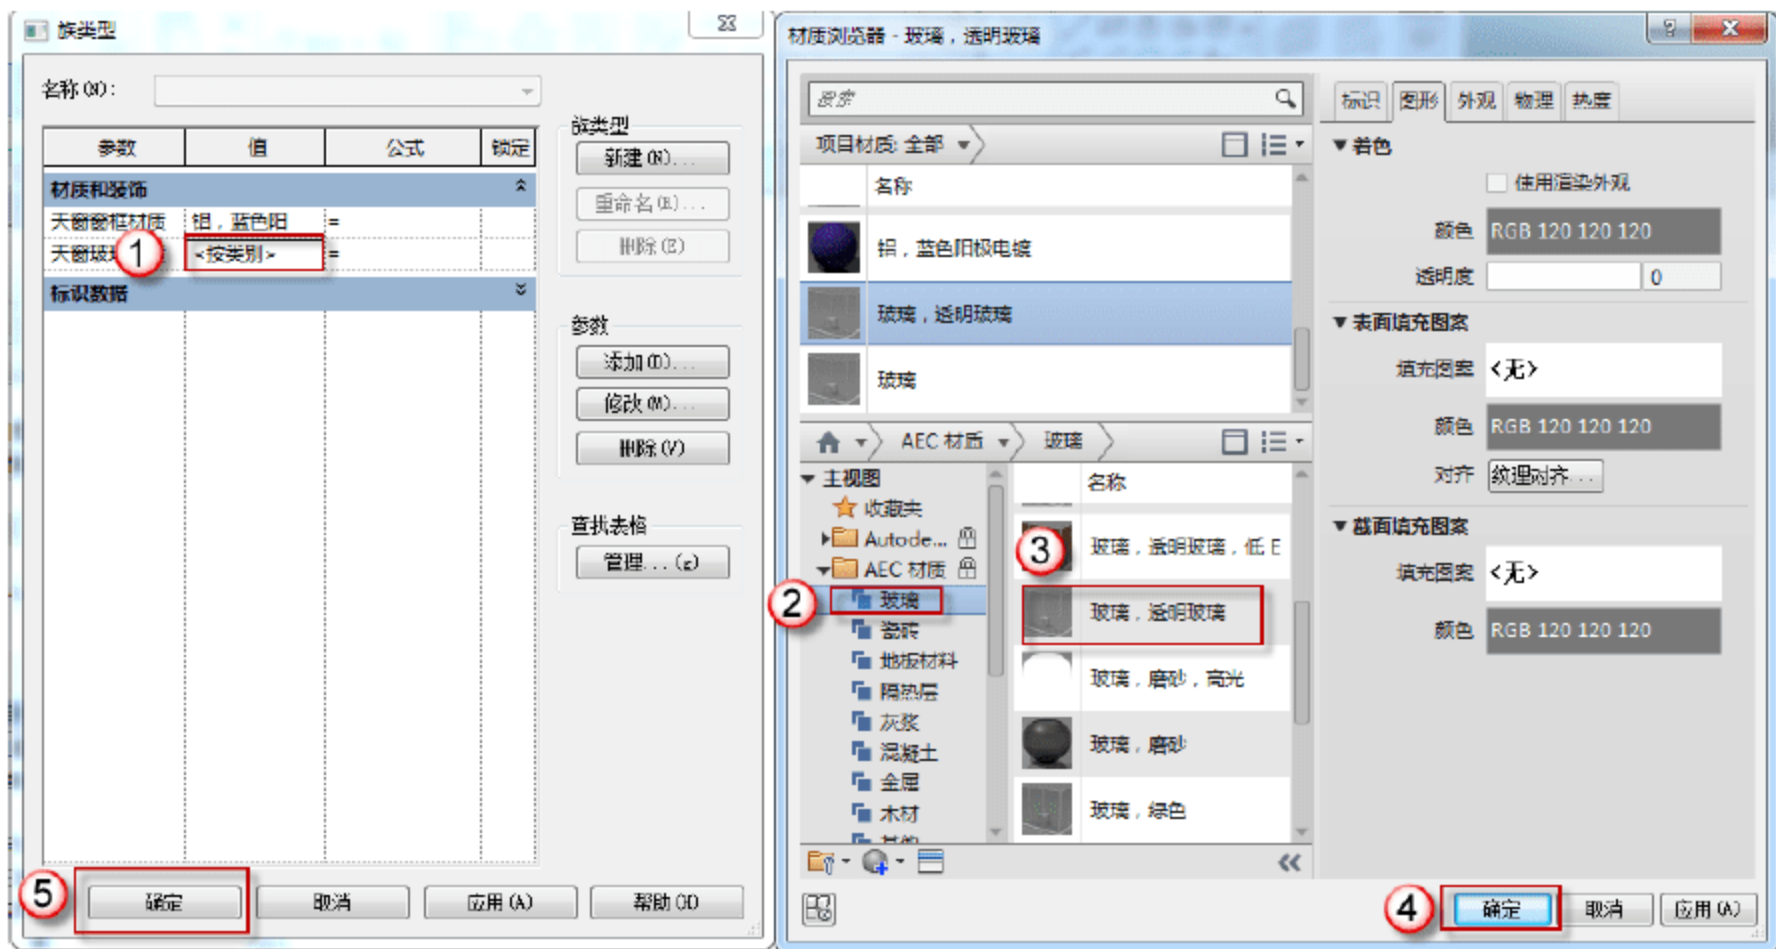 族类型
名称(N):
参数 值 公式 锁定
材质和装饰
天窗窗框材质 铝，蓝色阳 =
天窗玻 <按类别> =
标识数据
族类型
新建(N)...
重命名(R)...
删除(E)
参数
添加(D)...
修改(M)...
删除(V)
查找表格
管理...(g)
确定 取消 应用(A) 帮助(H)
1
5
材质浏览器 - 玻璃，透明玻璃
搜索
项目材质: 全部
名称
铝，蓝色阳极电镀
玻璃，透明玻璃
玻璃
AEC 材质 玻璃
主视图
收藏夹
Autode...
AEC 材质
玻璃
瓷砖
地板材料
隔热层
灰浆
混凝土
金属
木材
其他
2
名称
玻璃，透明玻璃，低 E
玻璃，透明玻璃
玻璃，磨砂，高光
玻璃，磨砂
玻璃，绿色
3
标识 图形 外观 物理 热度
着色
使用渲染外观
颜色 RGB 120 120 120
透明度 0
表面填充图案
填充图案 <无>
颜色 RGB 120 120 120
对齐 纹理对齐...
截面填充图案
填充图案 <无>
颜色 RGB 120 120 120
4
确定 取消 应用(A)